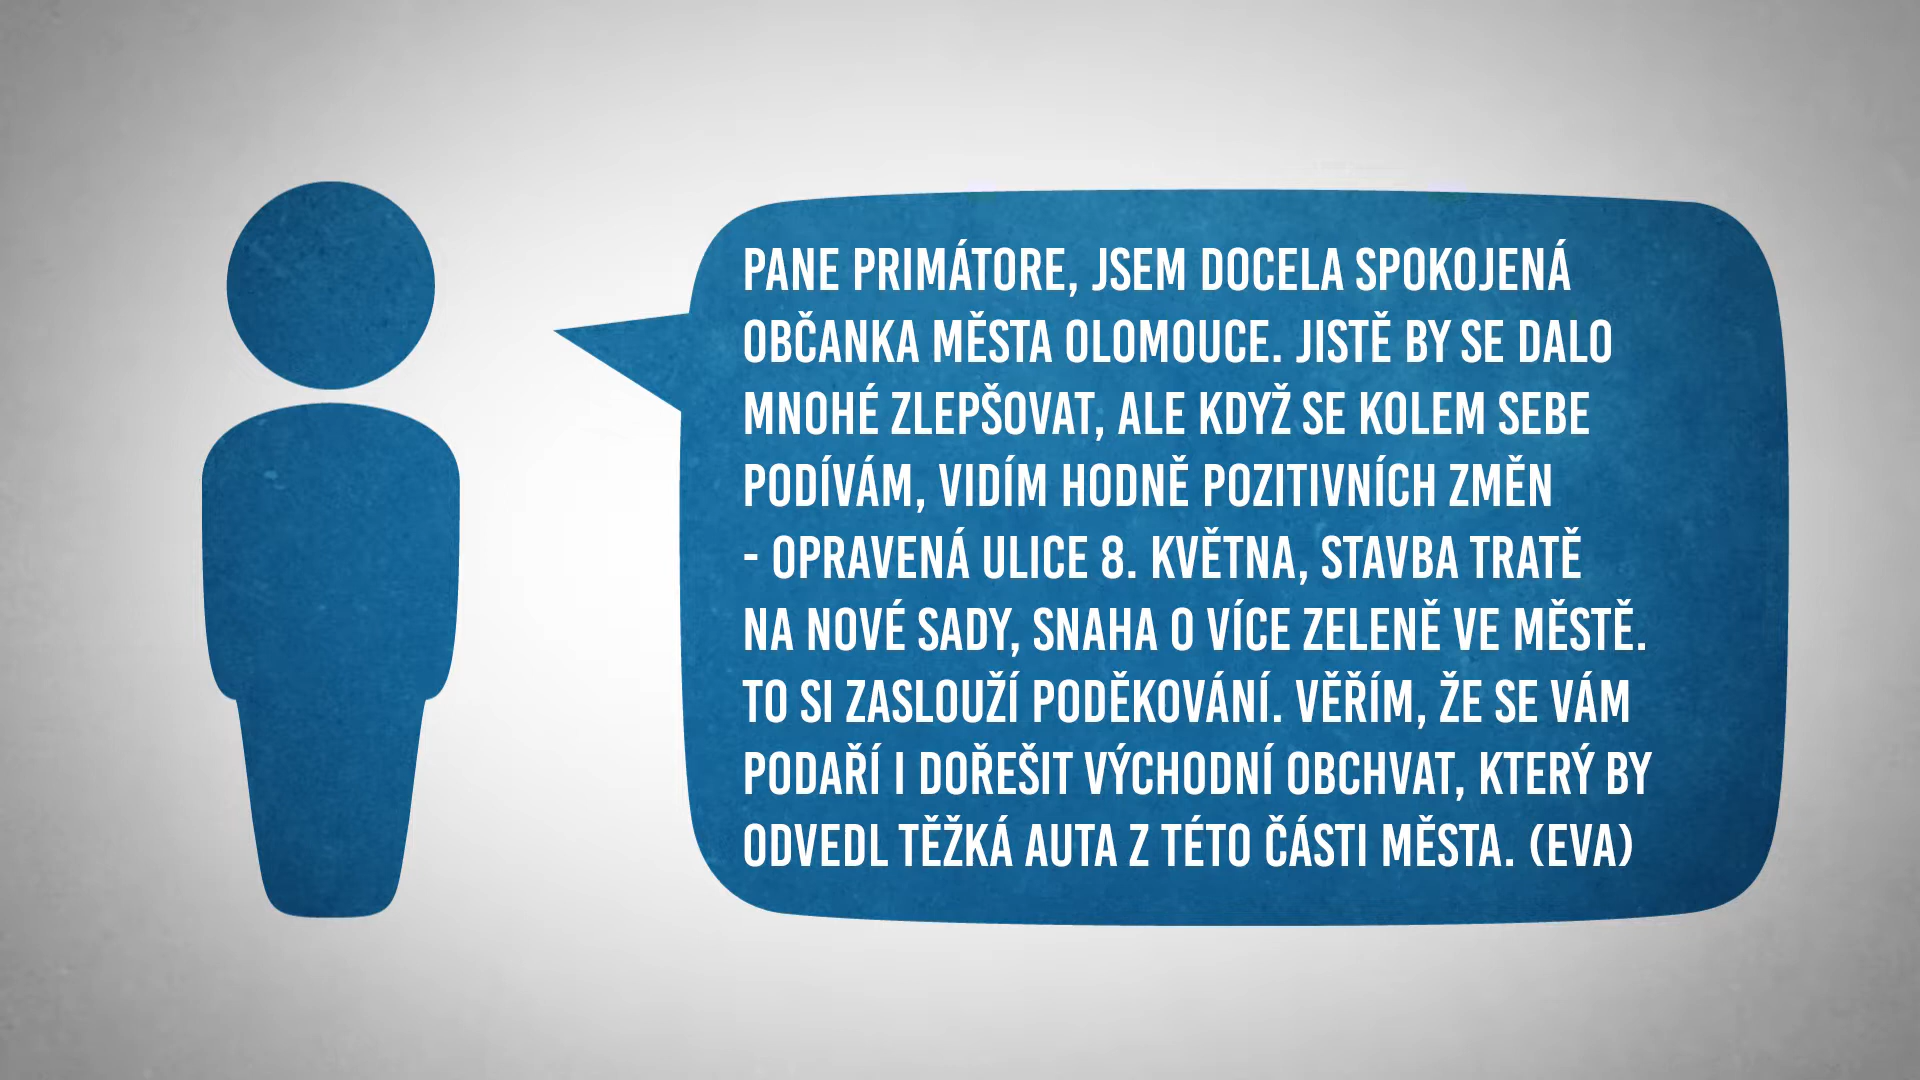 PANE PRIMÁTORE, JSEM DOCELA SPOKOJENÁ
OBČANKA MĚSTA OLOMOUCE. JISTĚ BY SE DALO
MNOHÉ ZLEPŠOVAT, ALE KDYŽ SE KOLEM SEBE
PODÍVÁM, VIDÍM HODNĚ POZITIVNÍCH ZMĚN
- OPRAVENÁ ULICE 8. KVĚTNA, STAVBA TRATĚ
NA NOVÉ SADY, SNAHA O VÍCE ZELENĚ VE MĚSTĚ.
TO SI ZASLOUŽÍ PODĚKOVÁNÍ. VĚŘÍM, ŽE SE VÁM
PODAŘÍ I DOŘEŠIT VÝCHODNÍ OBCHVAT, KTERÝ BY
ODVEDL TĚŽKÁ AUTA Z TÉTO ČÁSTI MĚSTA. (EVA)